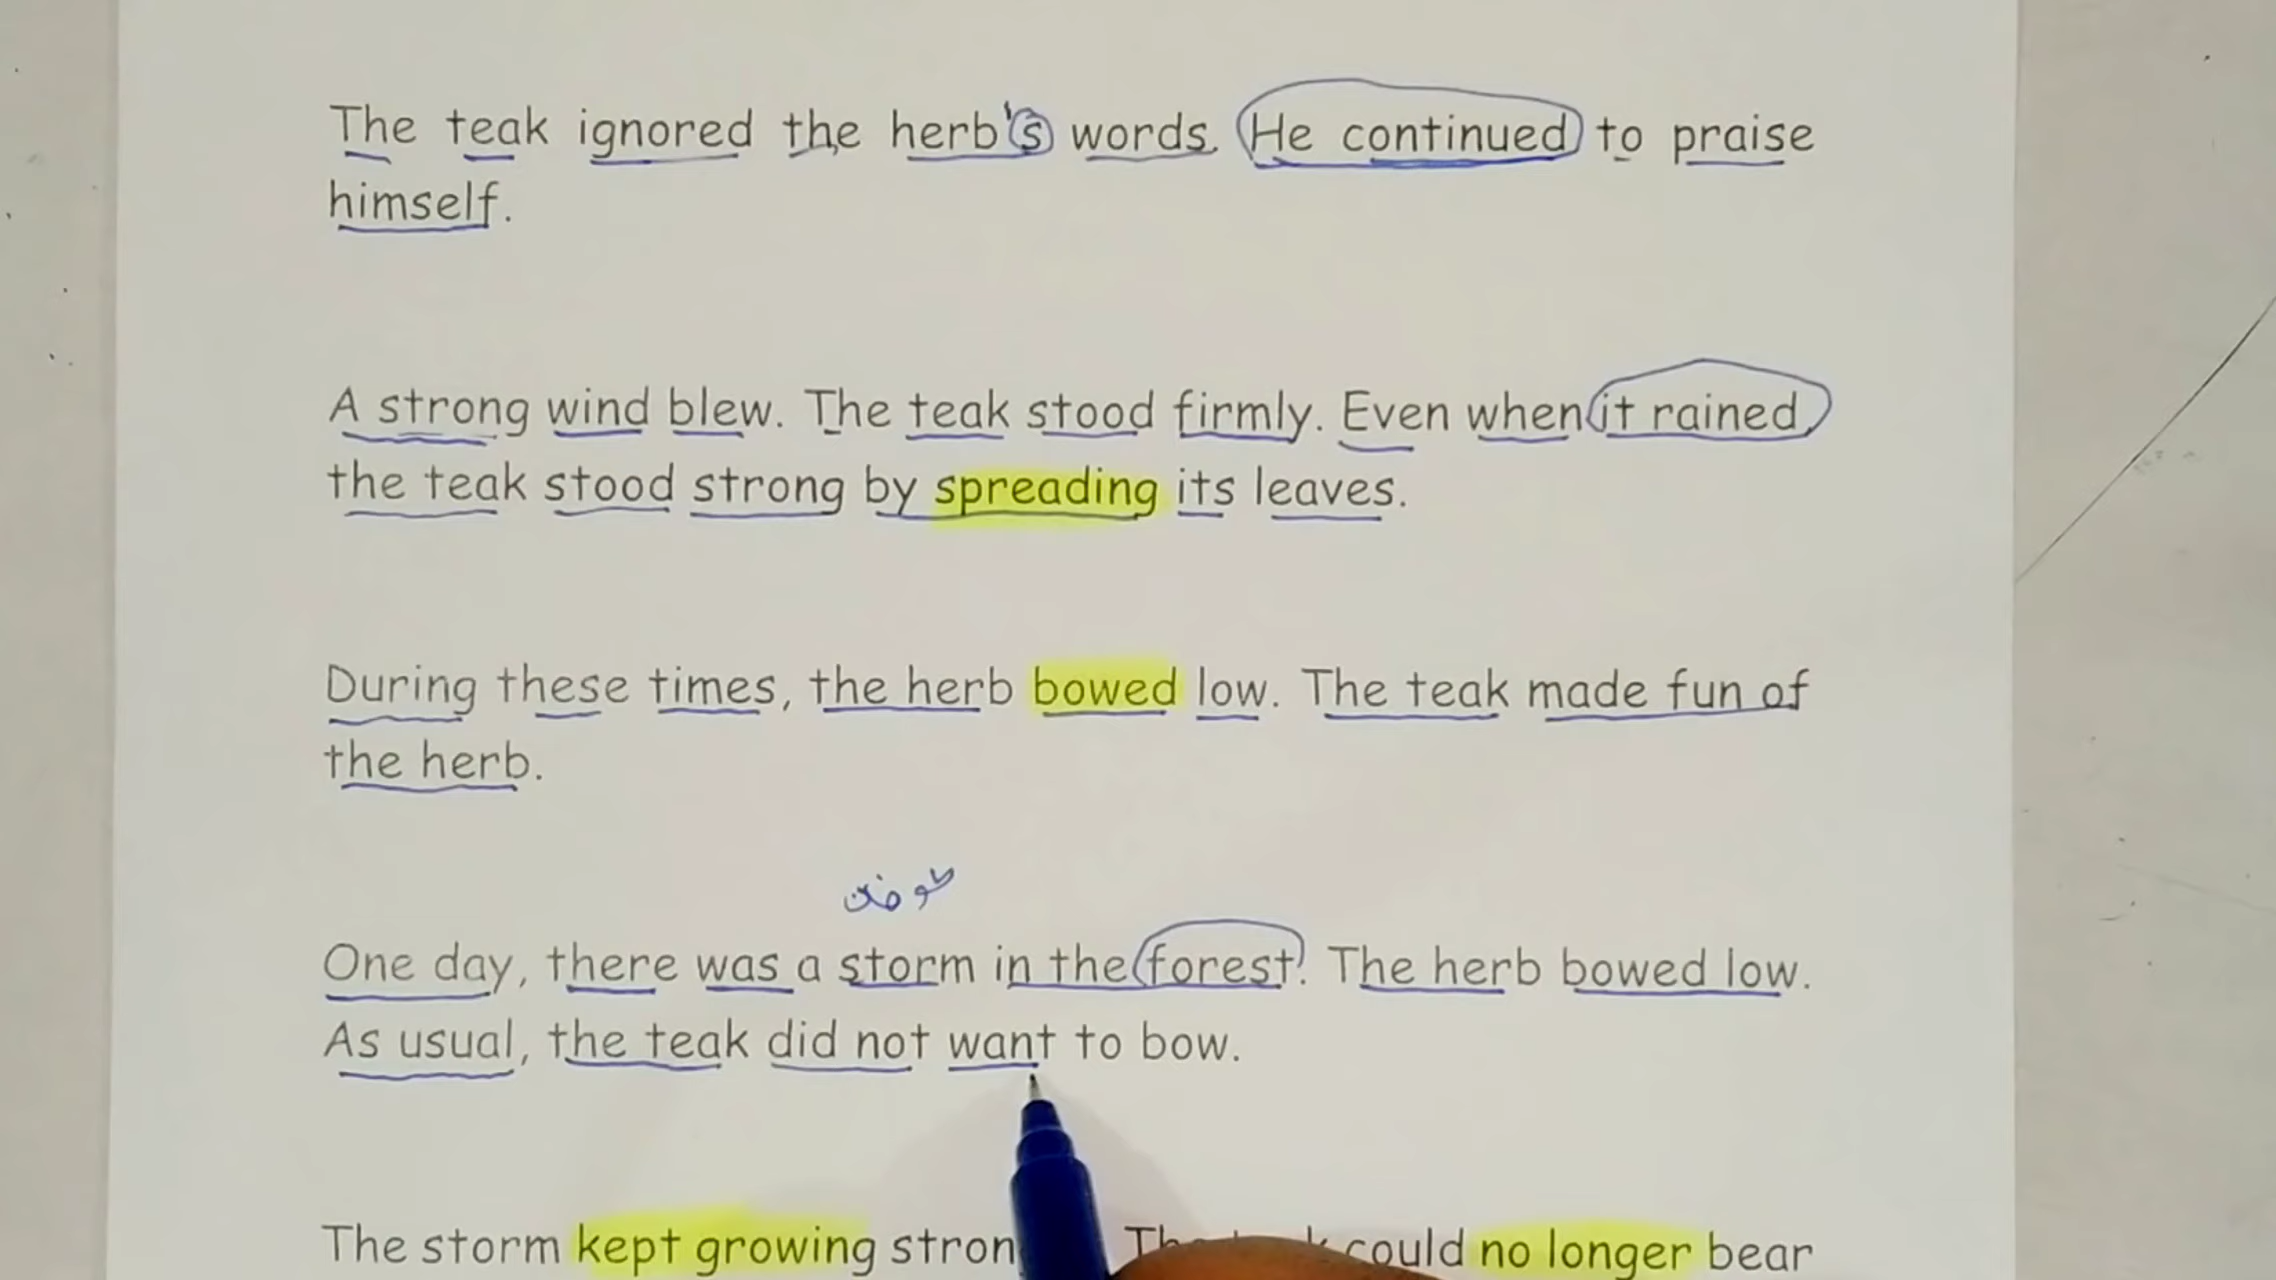 The teak ignored the herb's words. He continued to praise
himself.
A strong wind blew. The teak stood firmly. Even when it rained
the teak stood strong by spreading its leaves.
During these times, the herb bowed low. The teak made fun of
the herb.
One day, there was a storm in the forest. The herb bowed low.
As usual, the teak did not want to bow.
The storm kept growing could no longer bear